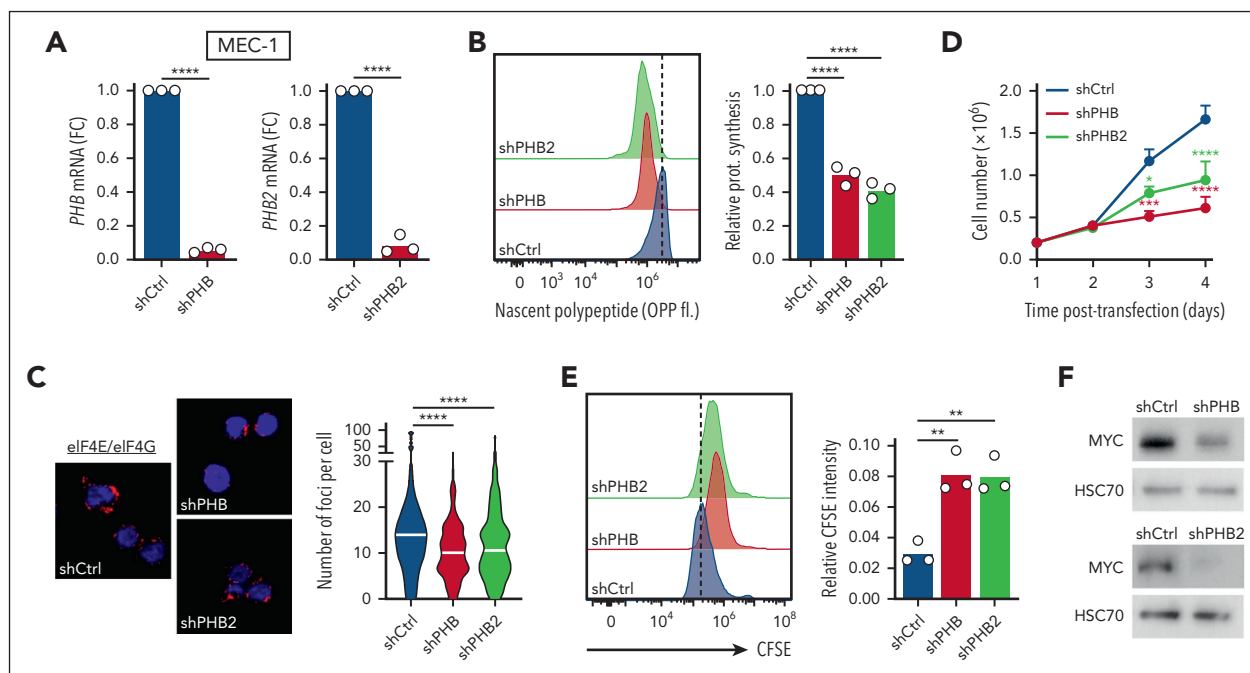 A
MEC-1
PHB mRNA (FC)
1.0
0.8
0.6
0.4
0.2
0.0
****
shCtrl
shPHB
PHB2 mRNA (FC)
1.0
0.8
0.6
0.4
0.2
0.0
****
shCtrl
shPHB2
B
shPHB2
shPHB
shCtrl
0 10³ 10⁴ 10⁶
Nascent polypeptide (OPP fl.)
Relative prot. synthesis
1.0
0.8
0.6
0.4
0.2
0.0
****
****
shCtrl
shPHB
shPHB2
D
Cell number (×10⁶)
2.0
1.5
1.0
0.5
0.0
shCtrl
shPHB
shPHB2
*
***
****
****
1 2 3 4
Time post-transfection (days)
C
eIF4E/eIF4G
shCtrl
shPHB
shPHB2
Number of foci per cell
100
50
30
20
10
0
****
****
shCtrl
shPHB
shPHB2
E
shPHB2
shPHB
shCtrl
0 10⁴ 10⁶ 10⁸
CFSE
Relative CFSE intensity
0.10
0.08
0.06
0.04
0.02
0.00
**
**
shCtrl
shPHB
shPHB2
F
shCtrl shPHB
MYC
HSC70
shCtrl shPHB2
MYC
HSC70